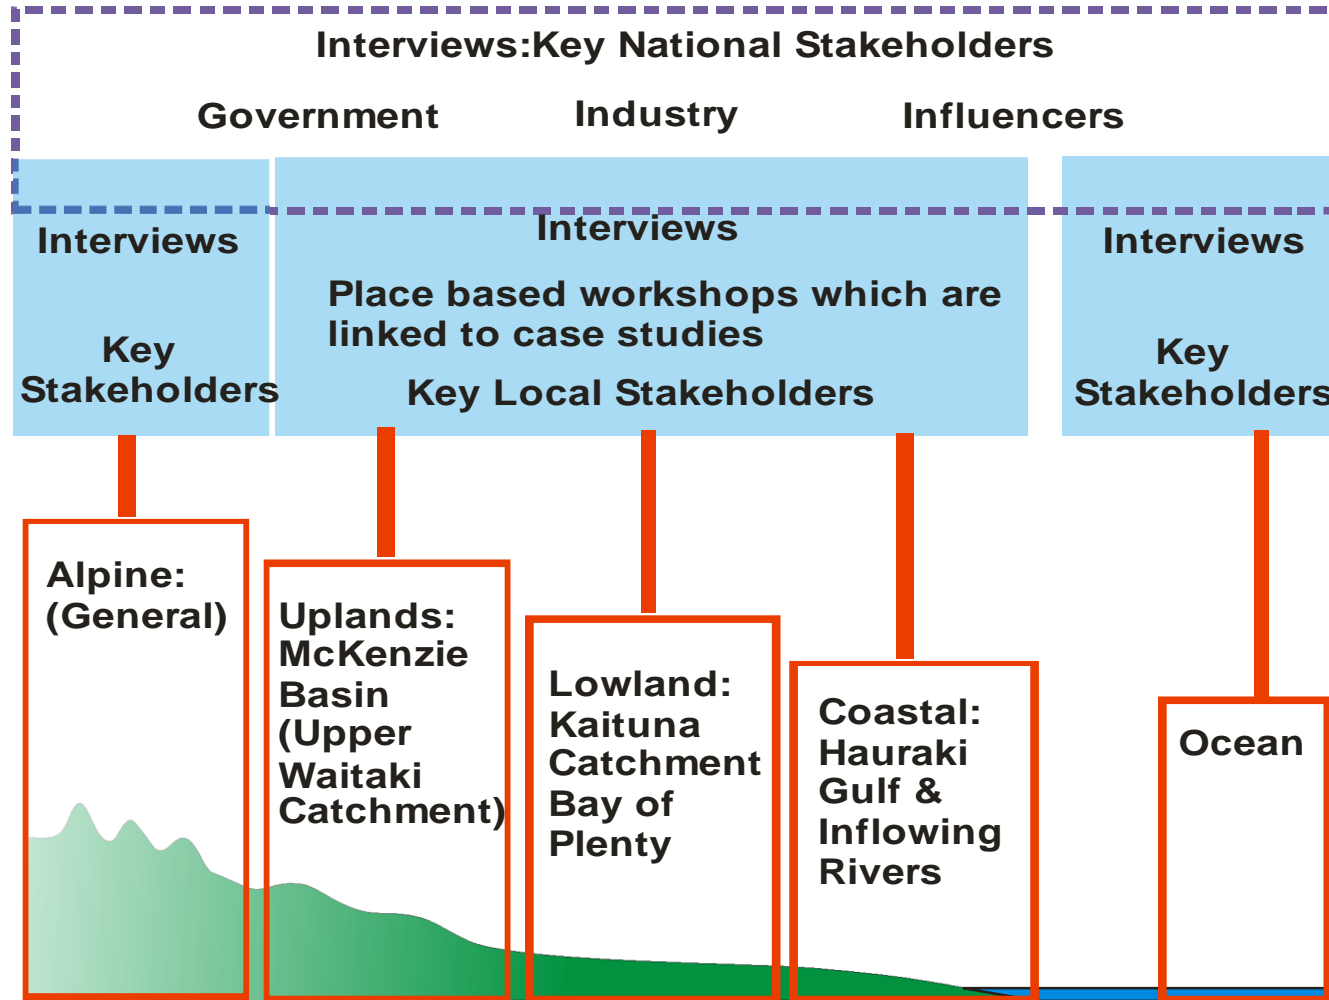 Interviews:Key National Stakeholders
Government Industry Influencers
Interviews
Key
Stakeholders
Interviews
Place based workshops which are
linked to case studies
Key Local Stakeholders
Interviews
Key
Stakeholders
Alpine:
(General)
Uplands:
McKenzie
Basin
(Upper
Waitaki
Catchment)
Lowland:
Kaituna
Catchment
Bay of
Plenty
Coastal:
Hauraki
Gulf &
Inflowing
Rivers
Ocean